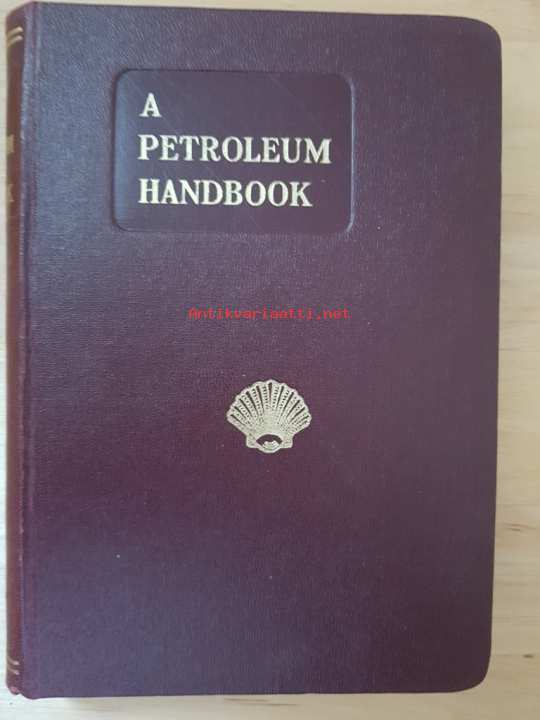 A
PETROLEUM
HANDBOOK
Antikvariaatti.net